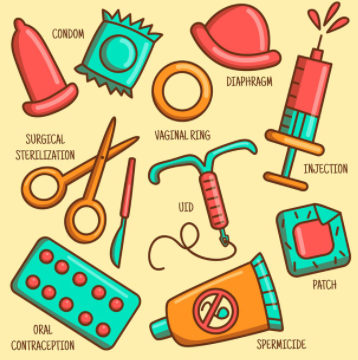 CONDOM
DIAPHRAGM
VAGINAL RING
SURGICAL
STERILIZATION
INJECTION
UID
PATCH
ORAL
CONTRACEPTION
SPERMICIDE